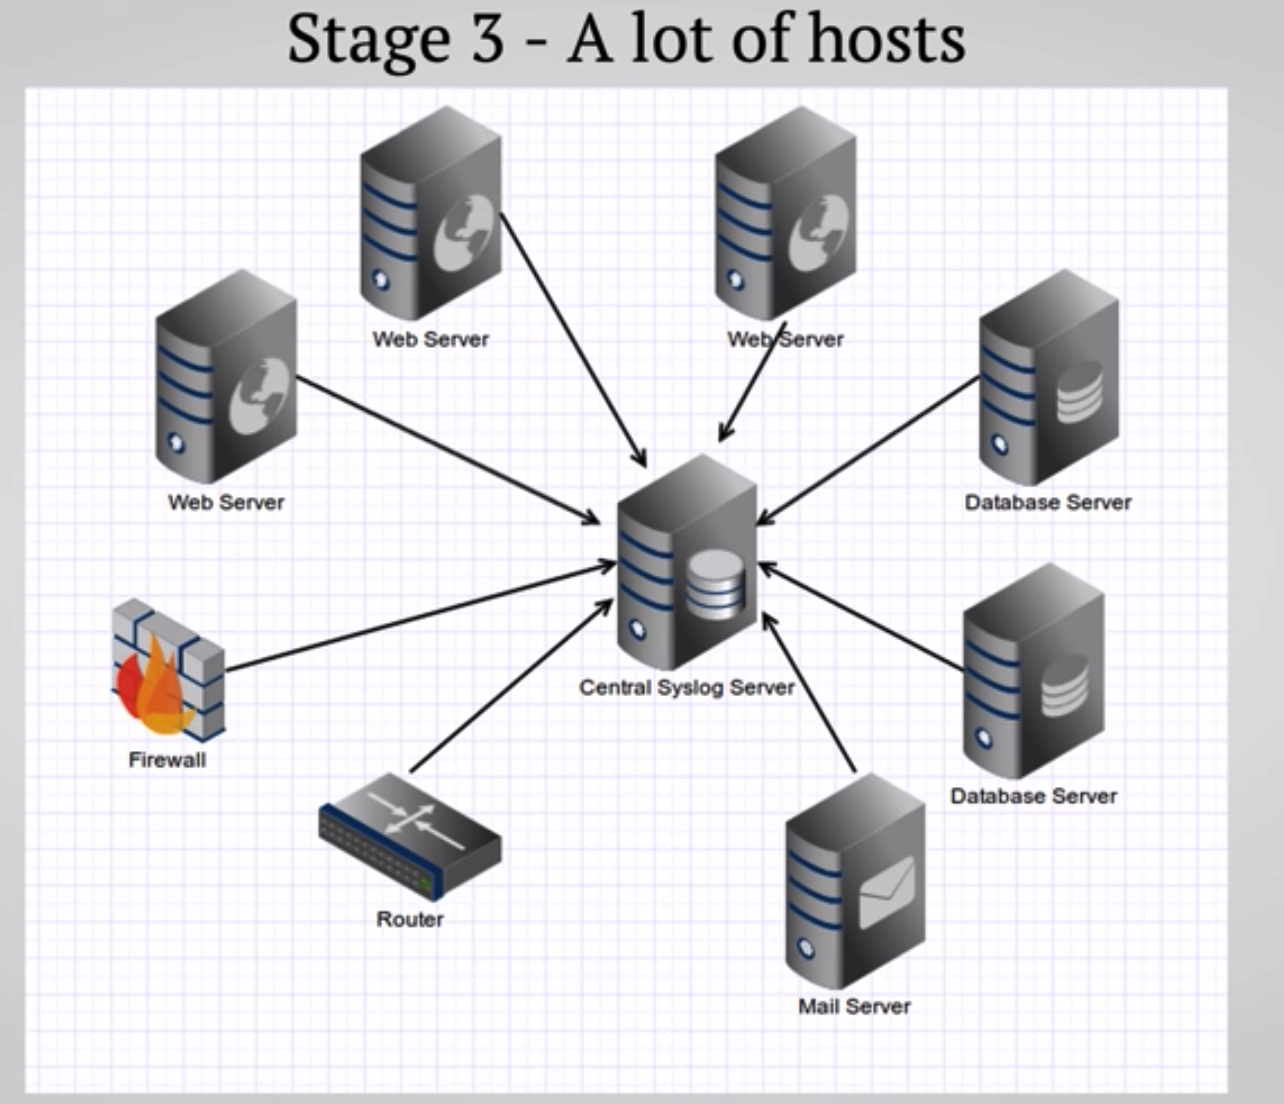 Stage 3 - A lot of hosts
Web Server
Web Server
Web Server
Database Server
Central Syslog Server
Firewall
Database Server
Router
Mail Server